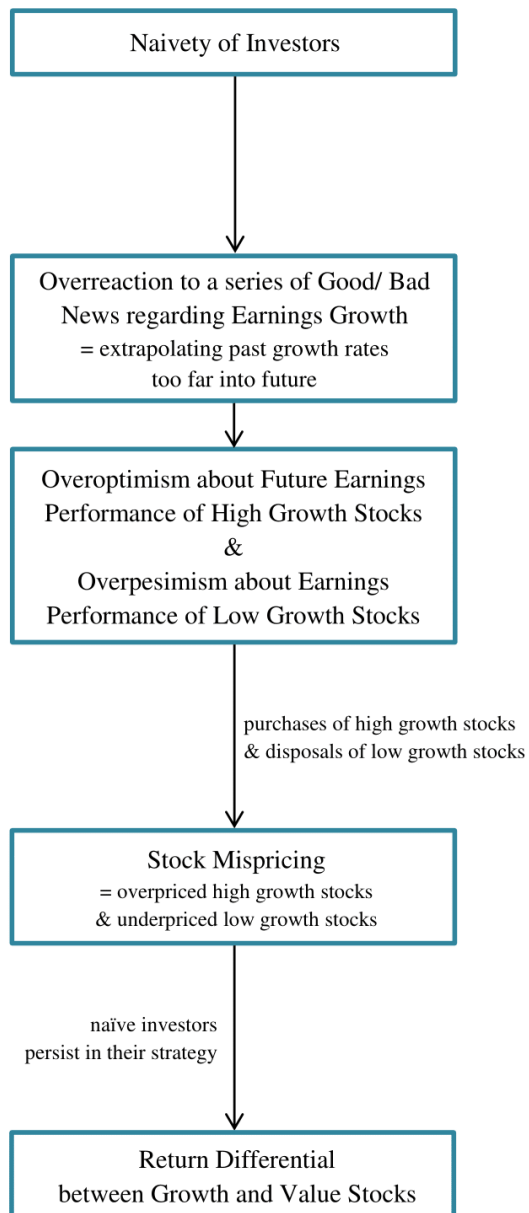 Naivety of Investors
Overreaction to a series of Good/ Bad
News regarding Earnings Growth
= extrapolating past growth rates
too far into future
Overoptimism about Future Earnings
Performance of High Growth Stocks
&
Overpesimism about Earnings
Performance of Low Growth Stocks
purchases of high growth stocks
& disposals of low growth stocks
Stock Mispricing
= overpriced high growth stocks
& underpriced low growth stocks
naïve investors
persist in their strategy
Return Differential
between Growth and Value Stocks